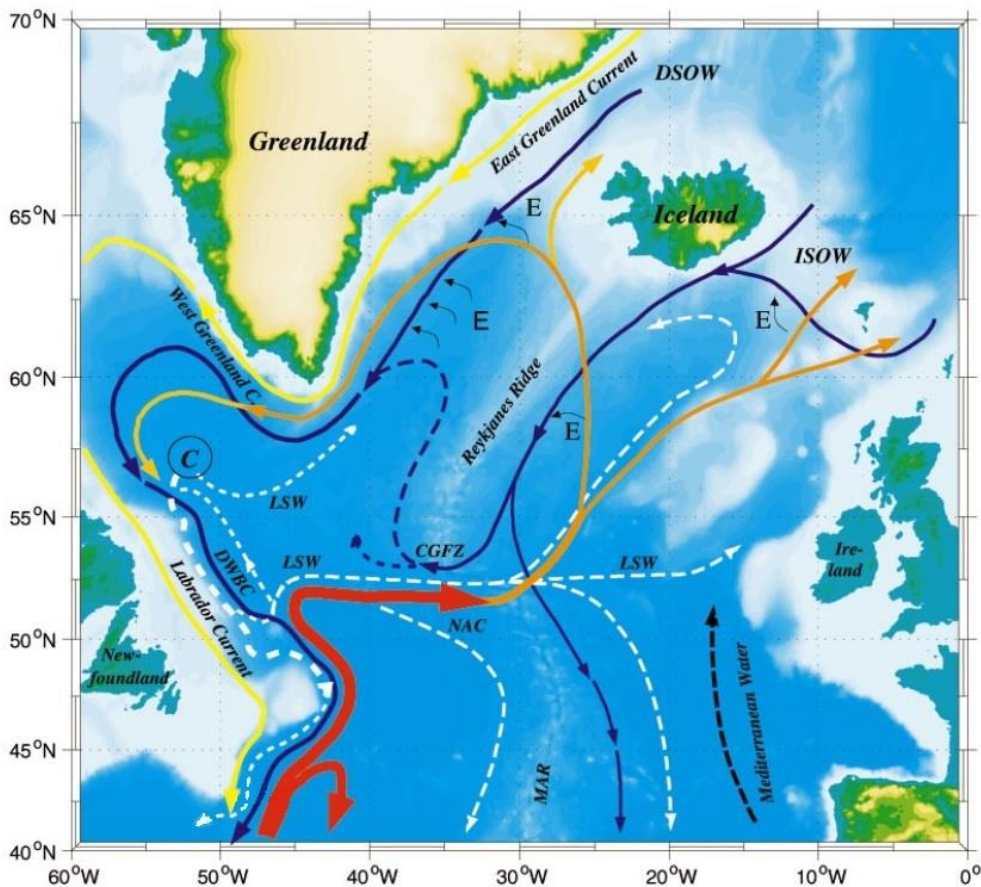 70°N
65°N
60°N
55°N
50°N
45°N
40°N
60°W
50°W
40°W
30°W
20°W
10°W
0°
Greenland
East Greenland Current
DSOW
E
Iceland
ISOW
E
E
West Greenland C.
Reykjanes Ridge
E
C
LSW
DWBC
LSW
CGFZ
LSW
Ire-
land
Labrador Current
NAC
New-
foundland
MAR
Mediterranean Water